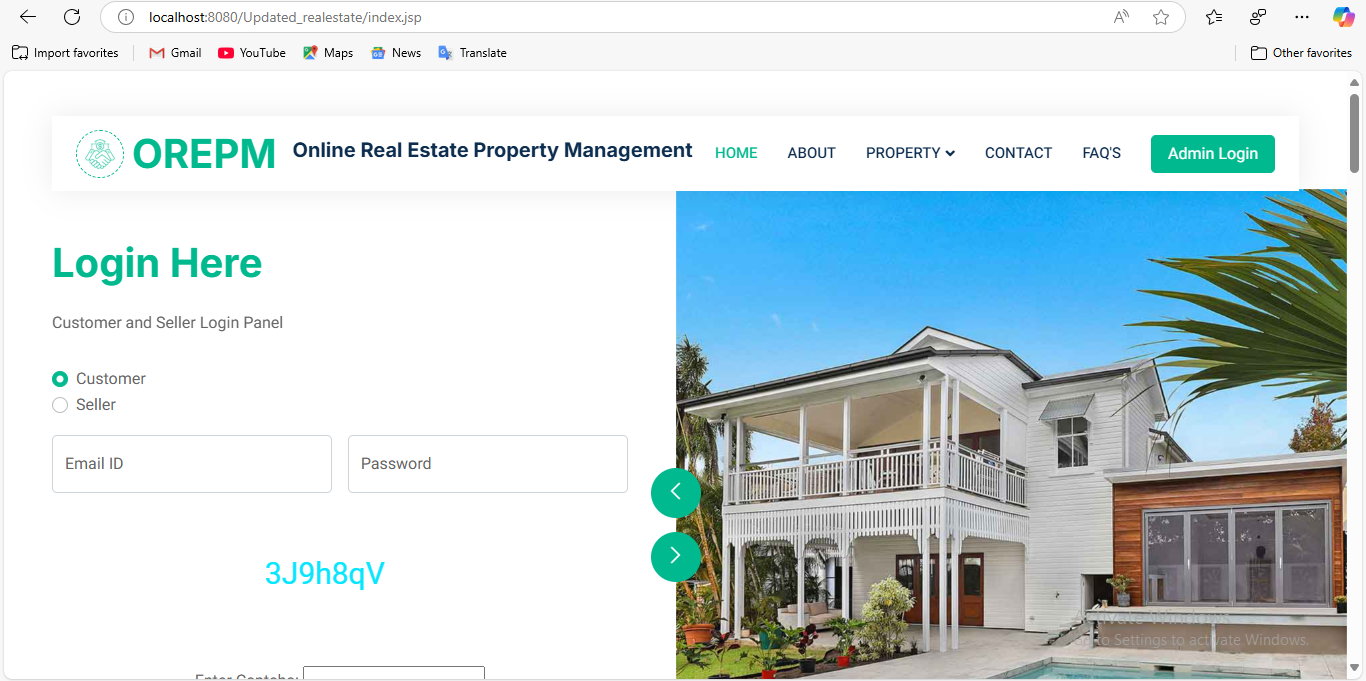 localhost:8080/Updated_realestate/index.jsp
Import favorites Gmail YouTube Maps News Translate Other favorites
OREPM Online Real Estate Property Management HOME ABOUT PROPERTY CONTACT FAQ'S Admin Login
Login Here
Customer and Seller Login Panel
Customer
Seller
Email ID Password
3J9h8qV
Activate Windows
Go to Settings to activate Windows.
Enter Captcha: